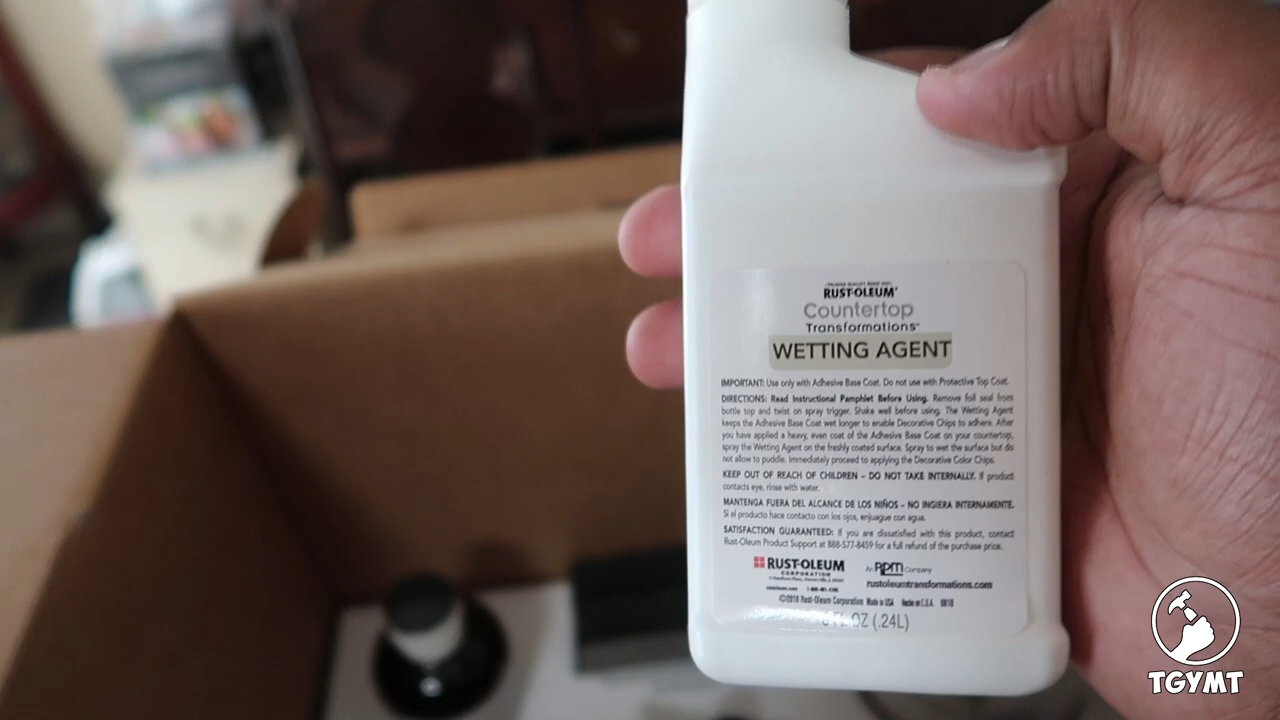 RUST-OLEUM®
Countertop
Transformations®
WETTING AGENT
IMPORTANT: Use only with Adhesive Base Coat. Do not use with Protective Top Coat.
DIRECTIONS: Read Instructional Pamphlet Before Using. Remove foil seal from
bottle top and twist on spray trigger. Shake well before using. The Wetting Agent
keeps the Adhesive Base Coat wet longer to enable Decorative Chips to adhere. After
you have applied a heavy, even coat of the Adhesive Base Coat on your countertop,
spray the Wetting Agent on the freshly coated surface. Spray to wet the surface but do
not allow to puddle. Immediately proceed to applying the Decorative Color Chips.
KEEP OUT OF REACH OF CHILDREN – DO NOT TAKE INTERNALLY. If product
contacts eye, rinse with water.
MANTENGA FUERA DEL ALCANCE DE LOS NIÑOS – NO INGIERA INTERNAMENTE.
Si el producto hace contacto con los ojos, enjuague con agua.
SATISFACTION GUARANTEED: If you are dissatisfied with this product, contact
Rust-Oleum Product Support at 888-577-8459 for a full refund of the purchase price.
RUST-OLEUM
CORPORATION
An RPM Company
rustoleumtransformations.com
©2010 Rust-Oleum Corporation Made in USA Hecho en E.U.A.
FL OZ (.24L)
TGYMT